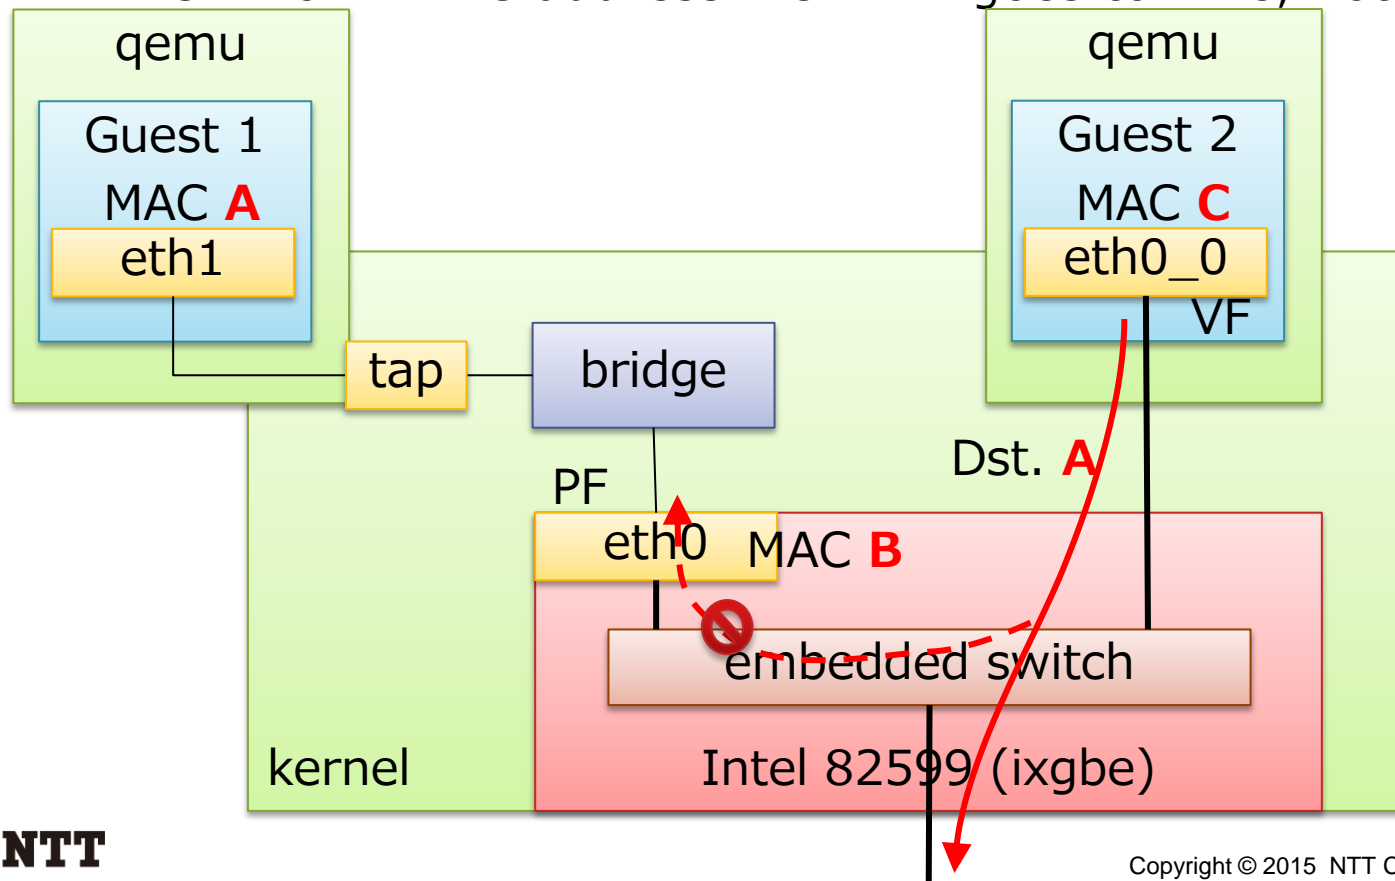 qemu
qemu
Guest 1
MAC A
eth1
Guest 2
MAC C
eth0_0
VF
tap
bridge
Dst. A
PF
eth0
MAC B
embedded switch
kernel
Intel 82599 (ixgbe)
NTT
Copyright © 2015 NTT